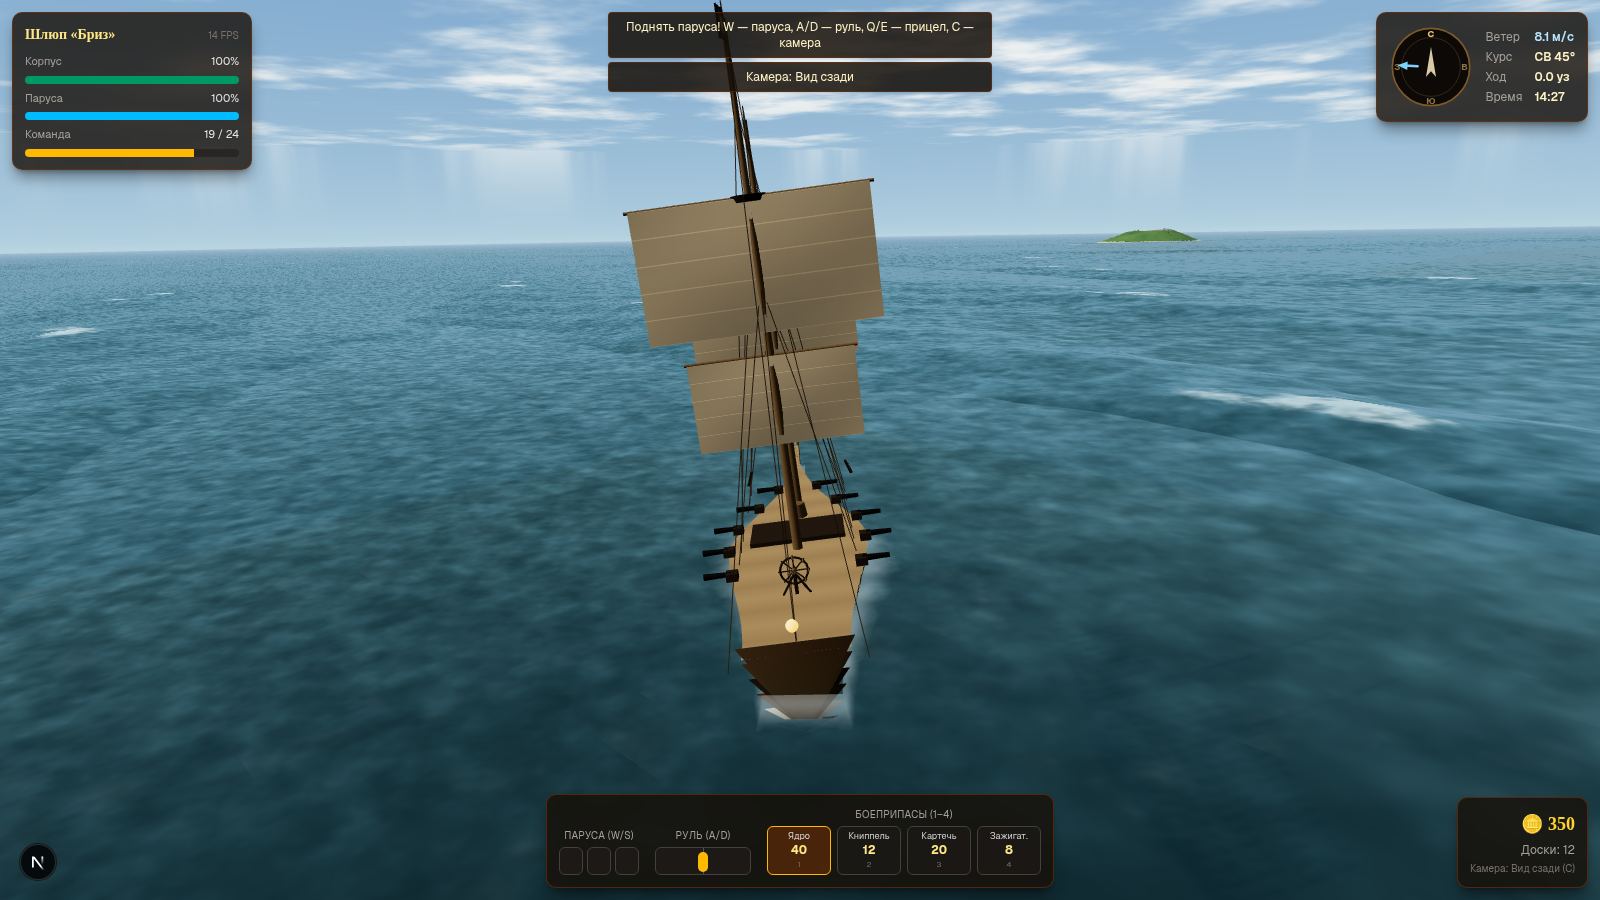 Шлюп «Бриз»
14 FPS
Корпус
100%
Паруса
100%
Команда
19 / 24
Поднять паруса! W — паруса, A/D — руль, Q/E — прицел, C —
камера
Камера: Вид сзади
С
З
В
Ю
Ветер
8.1 м/с
Курс
СВ 45°
Ход
0.0 уз
Время
14:27
БОЕПРИПАСЫ (1–4)
ПАРУСА (W/S)
РУЛЬ (A/D)
Ядро
40
1
Книппель
12
2
Картечь
20
3
Зажигат.
8
4
350
Доски: 12
Камера: Вид сзади (C)
N